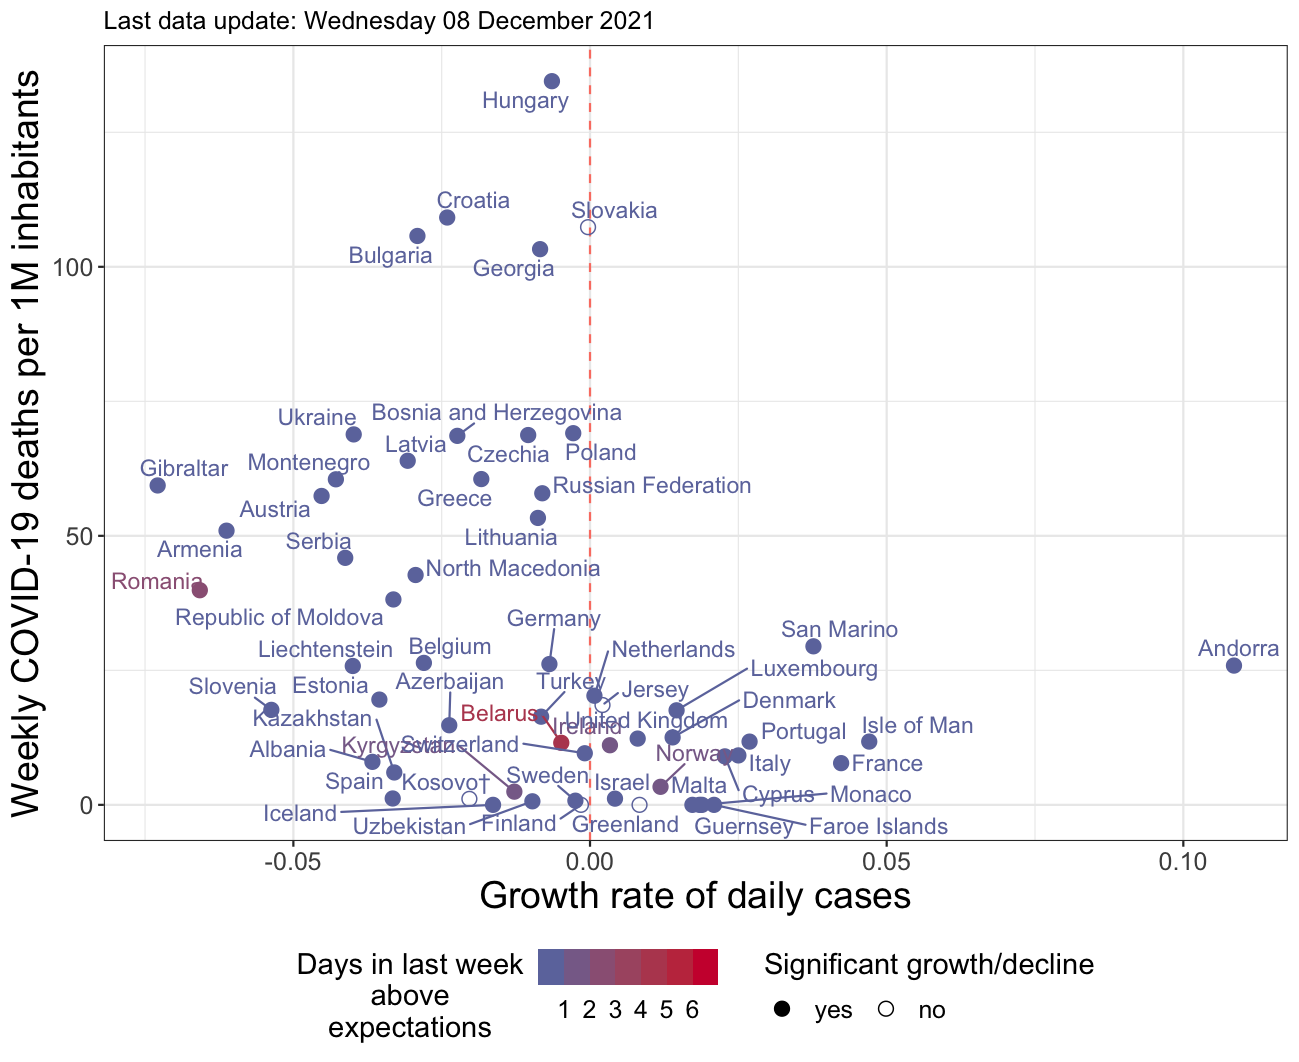 Last data update: Wednesday 08 December 2021
Weekly COVID-19 deaths per 1M inhabitants
Hungary
Croatia
Slovakia
Bulgaria
Georgia
100
Ukraine
Bosnia and Herzegovina
Latvia
Czechia
Poland
Gibraltar
Montenegro
Greece
Russian Federation
Austria
Lithuania
50
Armenia
Serbia
North Macedonia
Romania
Republic of Moldova
Germany
San Marino
Liechtenstein
Belgium
Netherlands
Andorra
Luxembourg
Slovenia
Estonia
Azerbaijan
Turkey
Jersey
Denmark
Kazakhstan
Belarus
United Kingdom
Ireland
Portugal
Isle of Man
Albania
Kyrgyzstan
Switzerland
Norway
Italy
France
Spain
Kosovo†
Sweden
Israel
Malta
Cyprus
Monaco
0
Iceland
Uzbekistan
Finland
Greenland
Guernsey
Faroe Islands
-0.05
0.00
0.05
0.10
Growth rate of daily cases
Days in last week
above
expectations
1 2 3 4 5 6
Significant growth/decline
yes
no